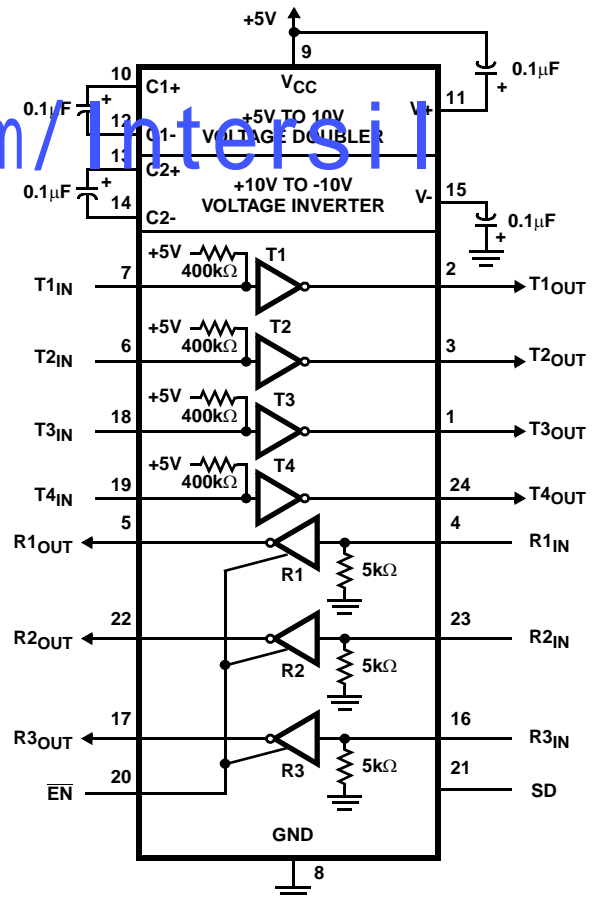 +5V
9
10
C1+
VCC
0.1μF
+
0.1μF
+
+5V TO 10V
VOLTAGE DOUBLER
V+
11
12
C1-
m/Intersil
13
C2+
0.1μF
+
+10V TO -10V
VOLTAGE INVERTER
V-
15
14
C2-
0.1μF
+
+5V
400kΩ
T1
T1IN
7
2
T1OUT
+5V
400kΩ
T2
T2IN
6
3
T2OUT
+5V
400kΩ
T3
T3IN
18
1
T3OUT
+5V
400kΩ
T4
T4IN
19
24
T4OUT
R1OUT
5
4
R1IN
R1
5kΩ
R2OUT
22
23
R2IN
R2
5kΩ
R3OUT
17
16
R3IN
R3
5kΩ
EN
20
21
SD
GND
8